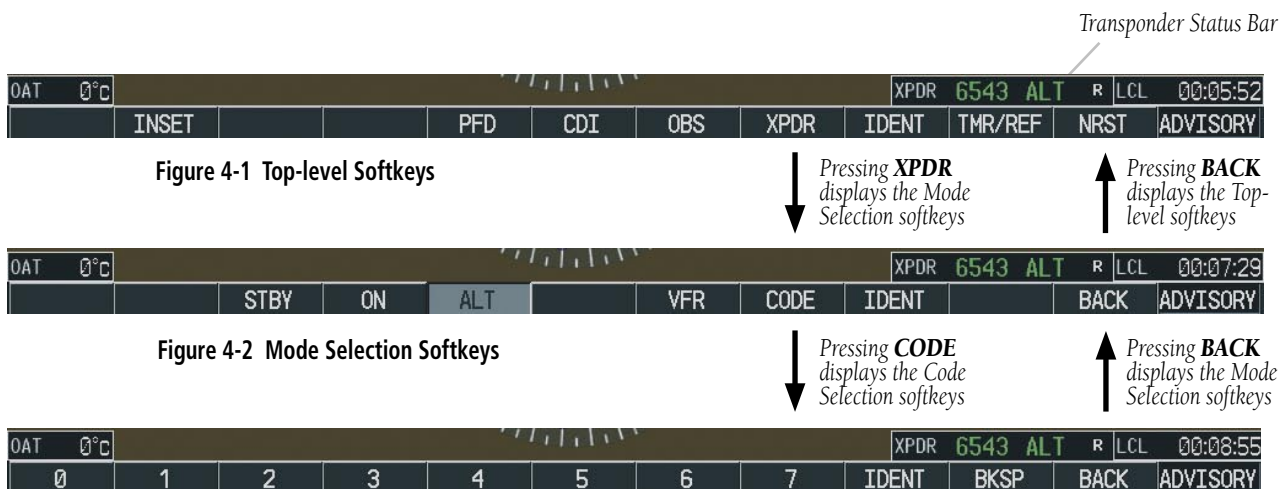 Transponder Status Bar
OAT 0°C XPDR 6543 ALT R LCL 00:05:52
INSET PFD CDI OBS XPDR IDENT TMR/REF NRST ADVISORY
Figure 4-1 Top-level Softkeys
Pressing XPDR
displays the Mode
Selection softkeys
Pressing BACK
displays the Top-
level softkeys
OAT 0°C XPDR 6543 ALT R LCL 00:07:29
STBY ON ALT VFR CODE IDENT BACK ADVISORY
Figure 4-2 Mode Selection Softkeys
Pressing CODE
displays the Code
Selection softkeys
Pressing BACK
displays the Mode
Selection softkeys
OAT 0°C XPDR 6543 ALT R LCL 00:08:55
0 1 2 3 4 5 6 7 IDENT BKSP BACK ADVISORY